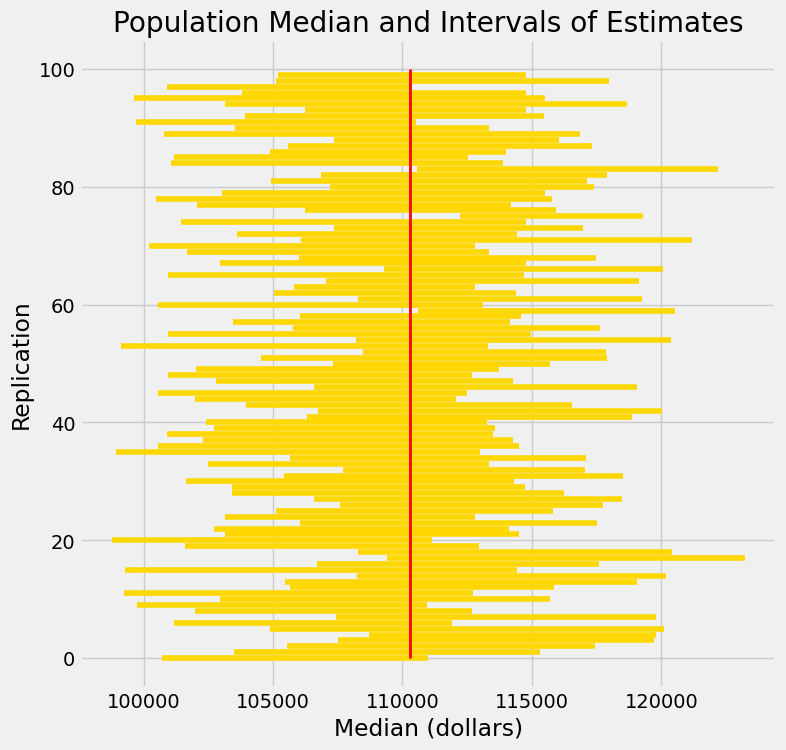 Population Median and Intervals of Estimates
100
80
60
40
20
0
Replication
100000 105000 110000 115000 120000
Median (dollars)